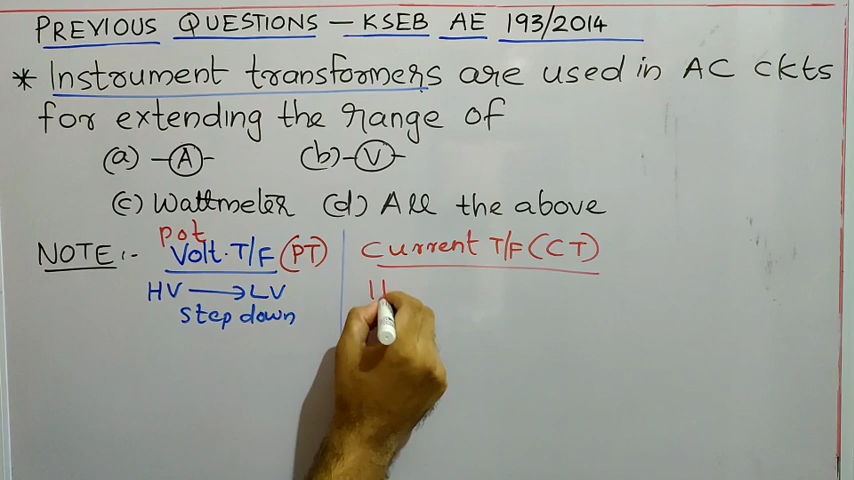 PREVIOUS QUESTIONS - KSEB AE 193/2014
* Instrument transformers are used in AC ckts
for extending the range of
(a) -A- (b) -V-
(c) Wattmeter (d) All the above
NOTE:- pot Volt. T/F (PT) Current T/F (CT)
HV → LV
Step down